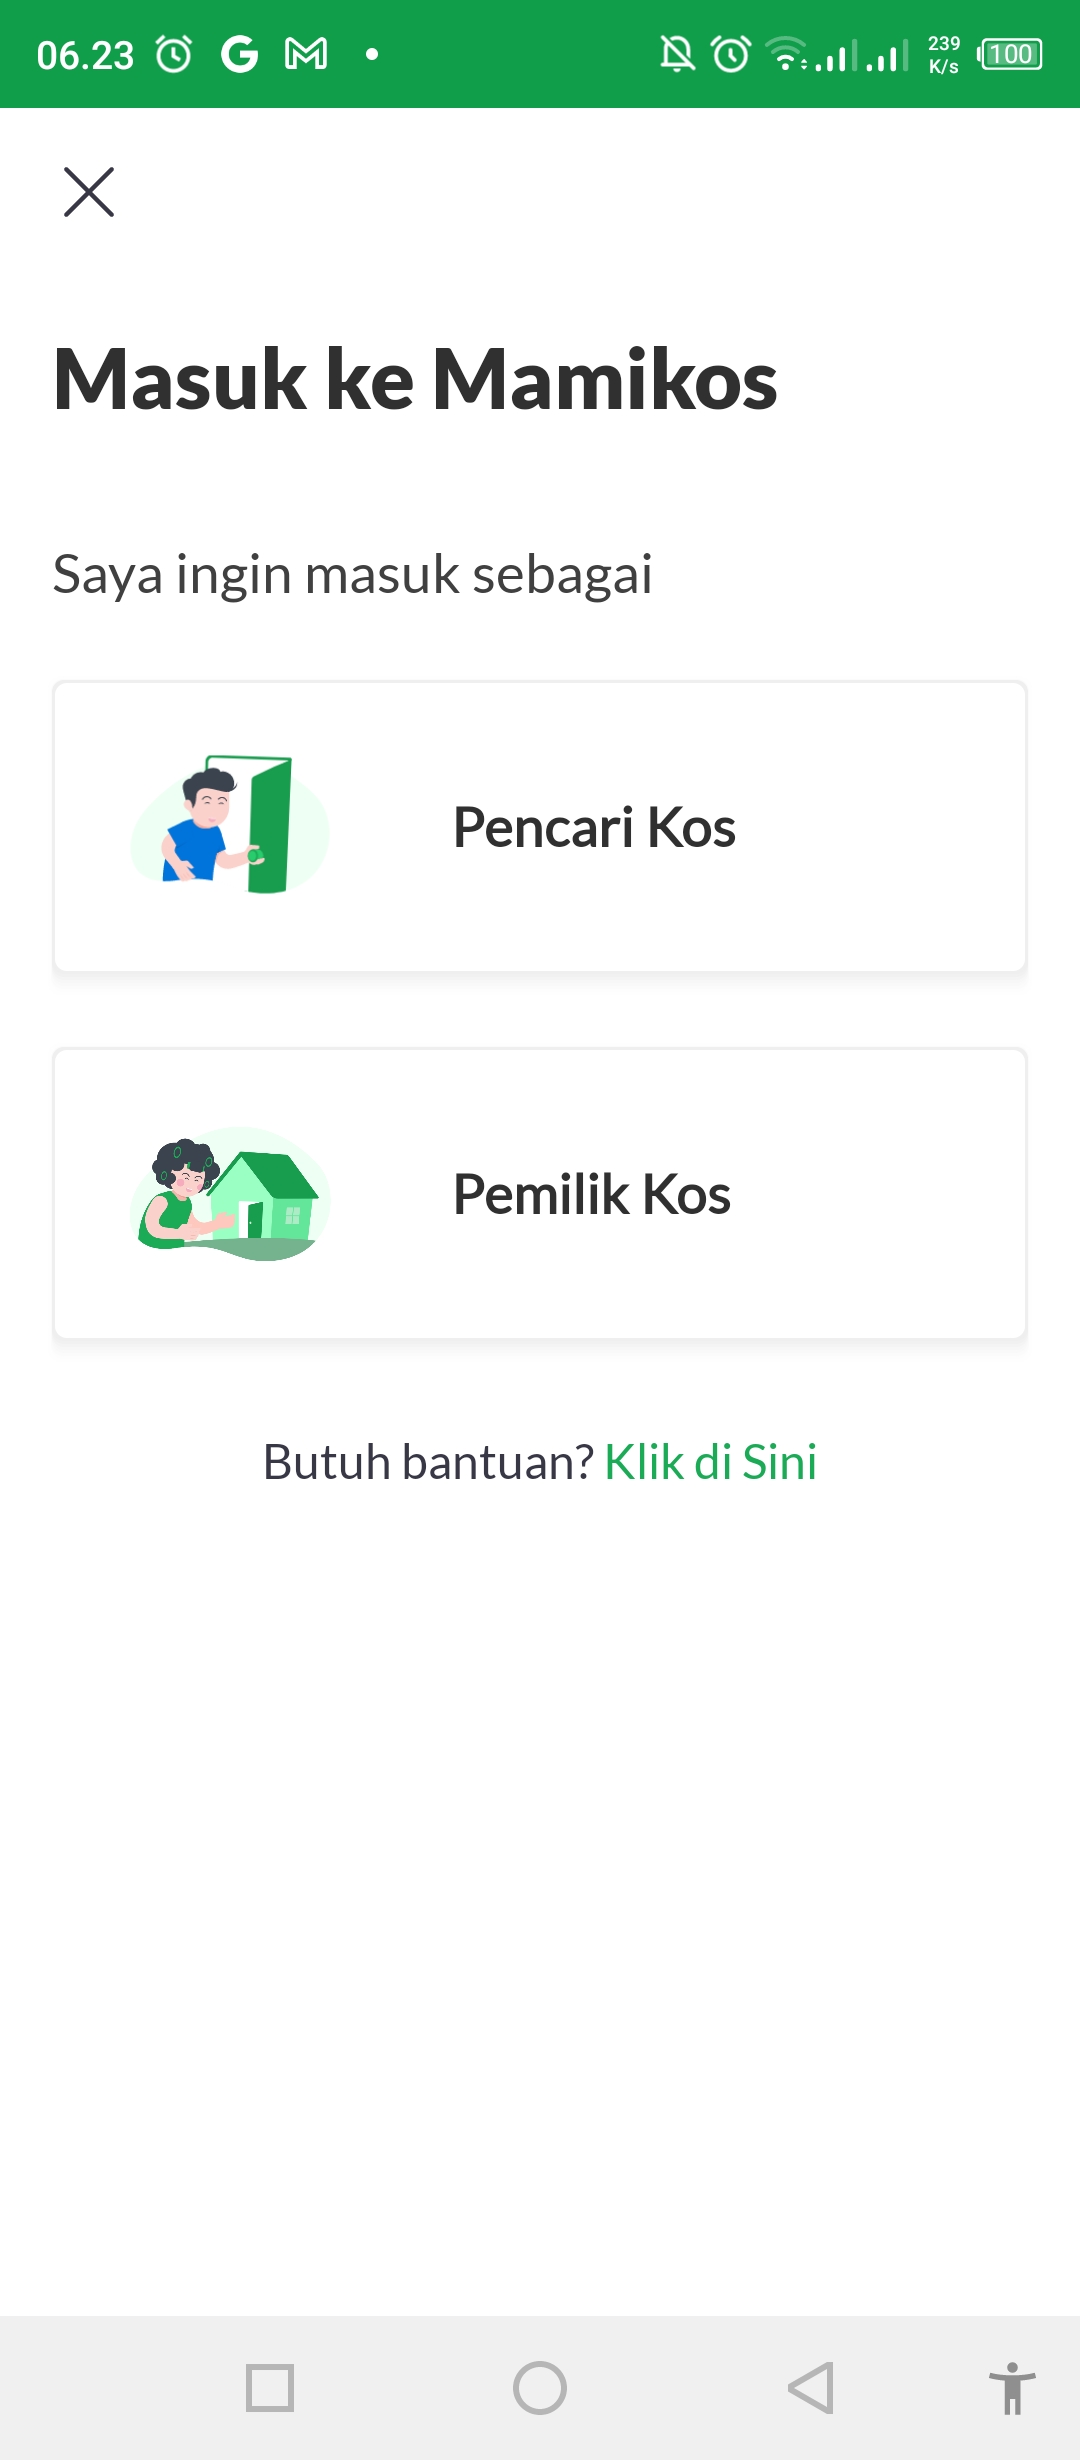 06.23
239
K/s
100
Masuk ke Mamikos
Saya ingin masuk sebagai
Pencari Kos
Pemilik Kos
Butuh bantuan? Klik di Sini